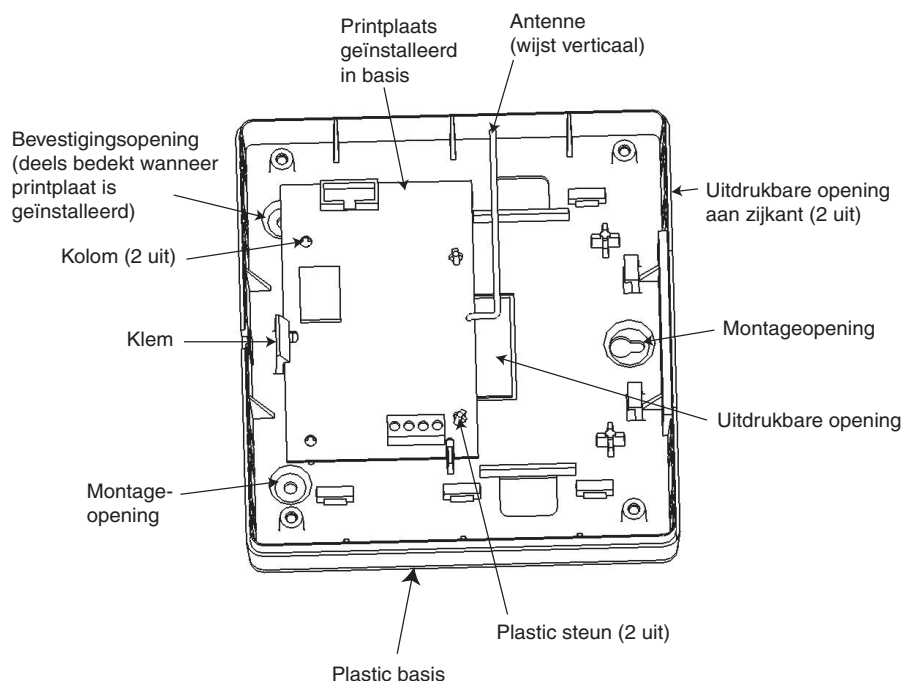 Printplaats
geïnstalleerd
in basis
Antenne
(wijst verticaal)
Bevestigingsopening
(deels bedekt wanneer
printplaat is
geïnstalleerd)
Kolom (2 uit)
Klem
Montage-
opening
Uitdrukbare opening
aan zijkant (2 uit)
Montageopening
Uitdrukbare opening
Plastic steun (2 uit)
Plastic basis